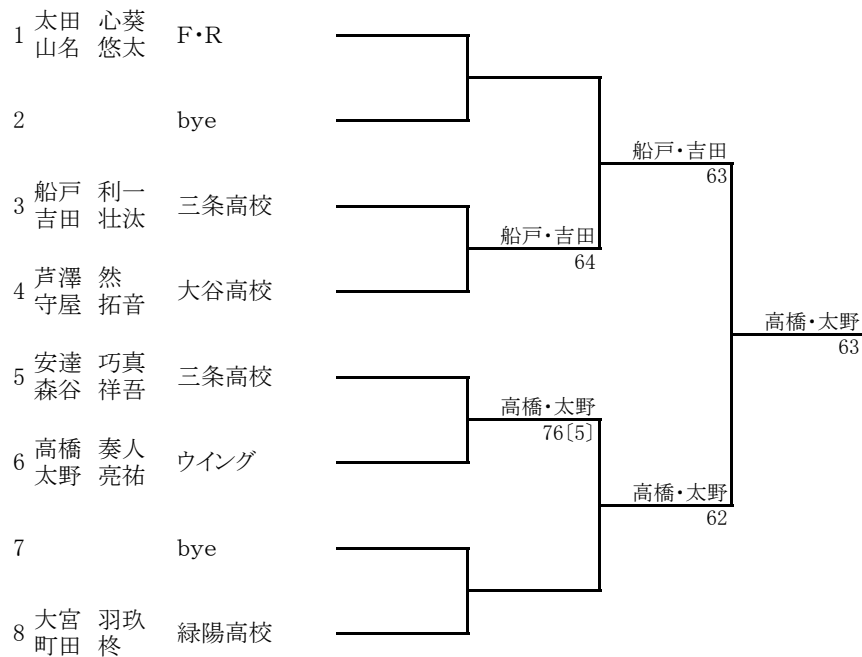 1 太田 心葵 F・R
山名 悠太
2 bye
船戸・吉田
63
3 船戸 利一 三条高校
吉田 壮汰
船戸・吉田
64
4 芦澤 然 大谷高校
守屋 拓音
高橋・太野
63
5 安達 巧真 三条高校
森谷 祥吾
高橋・太野
76〔5〕
6 高橋 奏人 ウイング
太野 亮祐
高橋・太野
62
7 bye
8 大宮 羽玖 緑陽高校
町田 柊